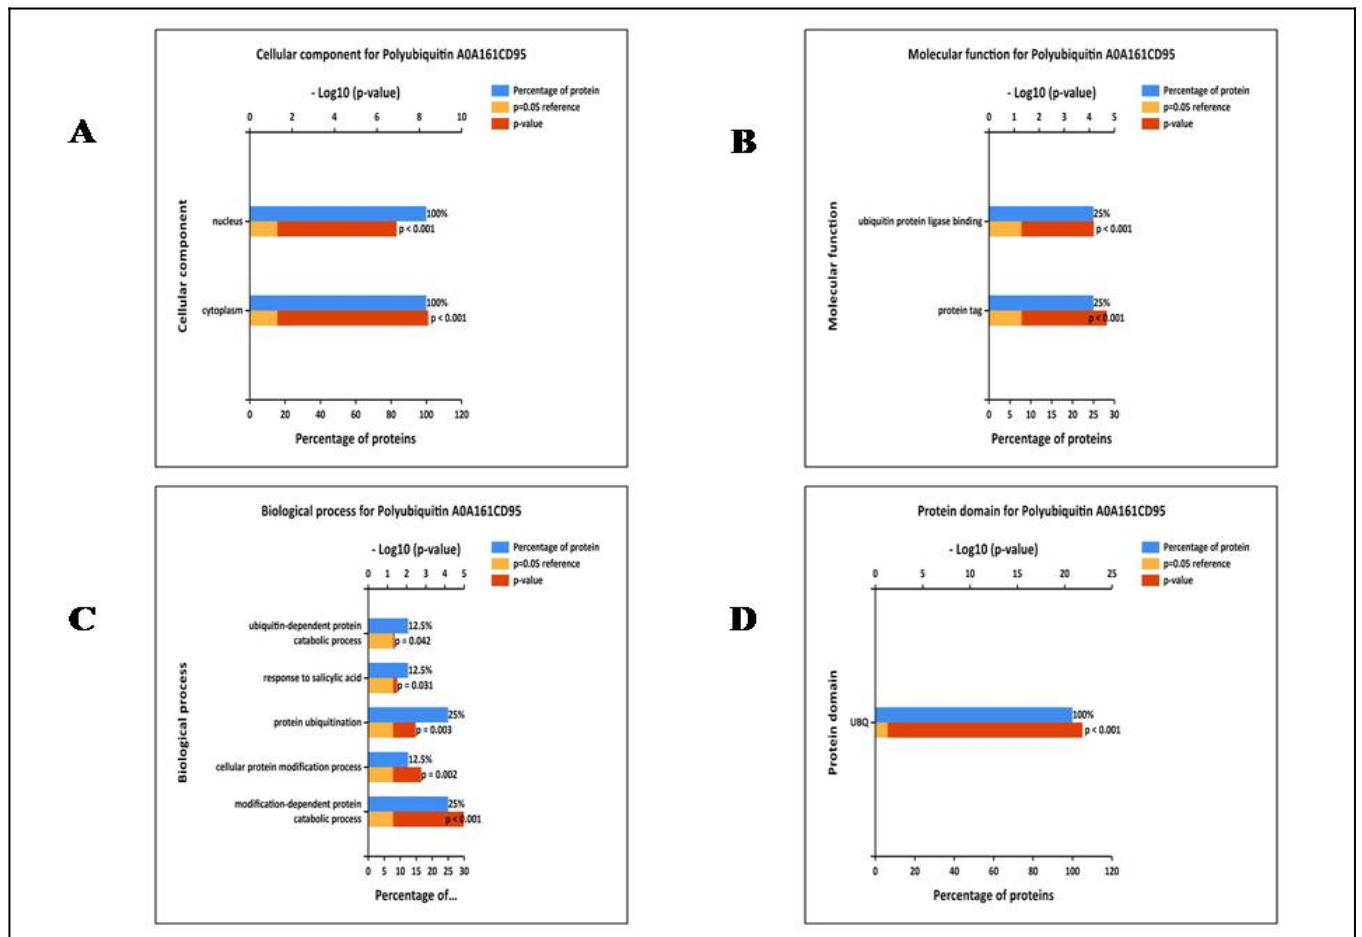 A
Cellular component for Polyubiquitin A0A161CD95
- Log10 (p-value)
Percentage of protein
p=0.05 reference
p-value
0 2 4 6 8 10
Cellular component
nucleus
100%
p < 0.001
cytoplasm
100%
p < 0.001
0 20 40 60 80 100 120
Percentage of proteins
B
Molecular function for Polyubiquitin A0A161CD95
- Log10 (p-value)
Percentage of protein
p=0.05 reference
p-value
0 1 2 3 4 5
Molecular function
ubiquitin protein ligase binding
25%
p < 0.001
protein tag
25%
p < 0.001
0 5 10 15 20 25 30
Percentage of proteins
C
Biological process for Polyubiquitin A0A161CD95
- Log10 (p-value)
Percentage of protein
p=0.05 reference
p-value
0 1 2 3 4 5
Biological process
ubiquitin-dependent protein
catabolic process
12.5%
p = 0.042
response to salicylic acid
12.5%
p = 0.031
protein ubiquitination
25%
p = 0.003
cellular protein modification process
12.5%
p = 0.002
modification-dependent protein
catabolic process
25%
p < 0.001
0 5 10 15 20 25 30
Percentage of...
D
Protein domain for Polyubiquitin A0A161CD95
- Log10 (p-value)
Percentage of protein
p=0.05 reference
p-value
0 5 10 15 20 25
Protein domain
UBQ
100%
p < 0.001
0 20 40 60 80 100 120
Percentage of proteins